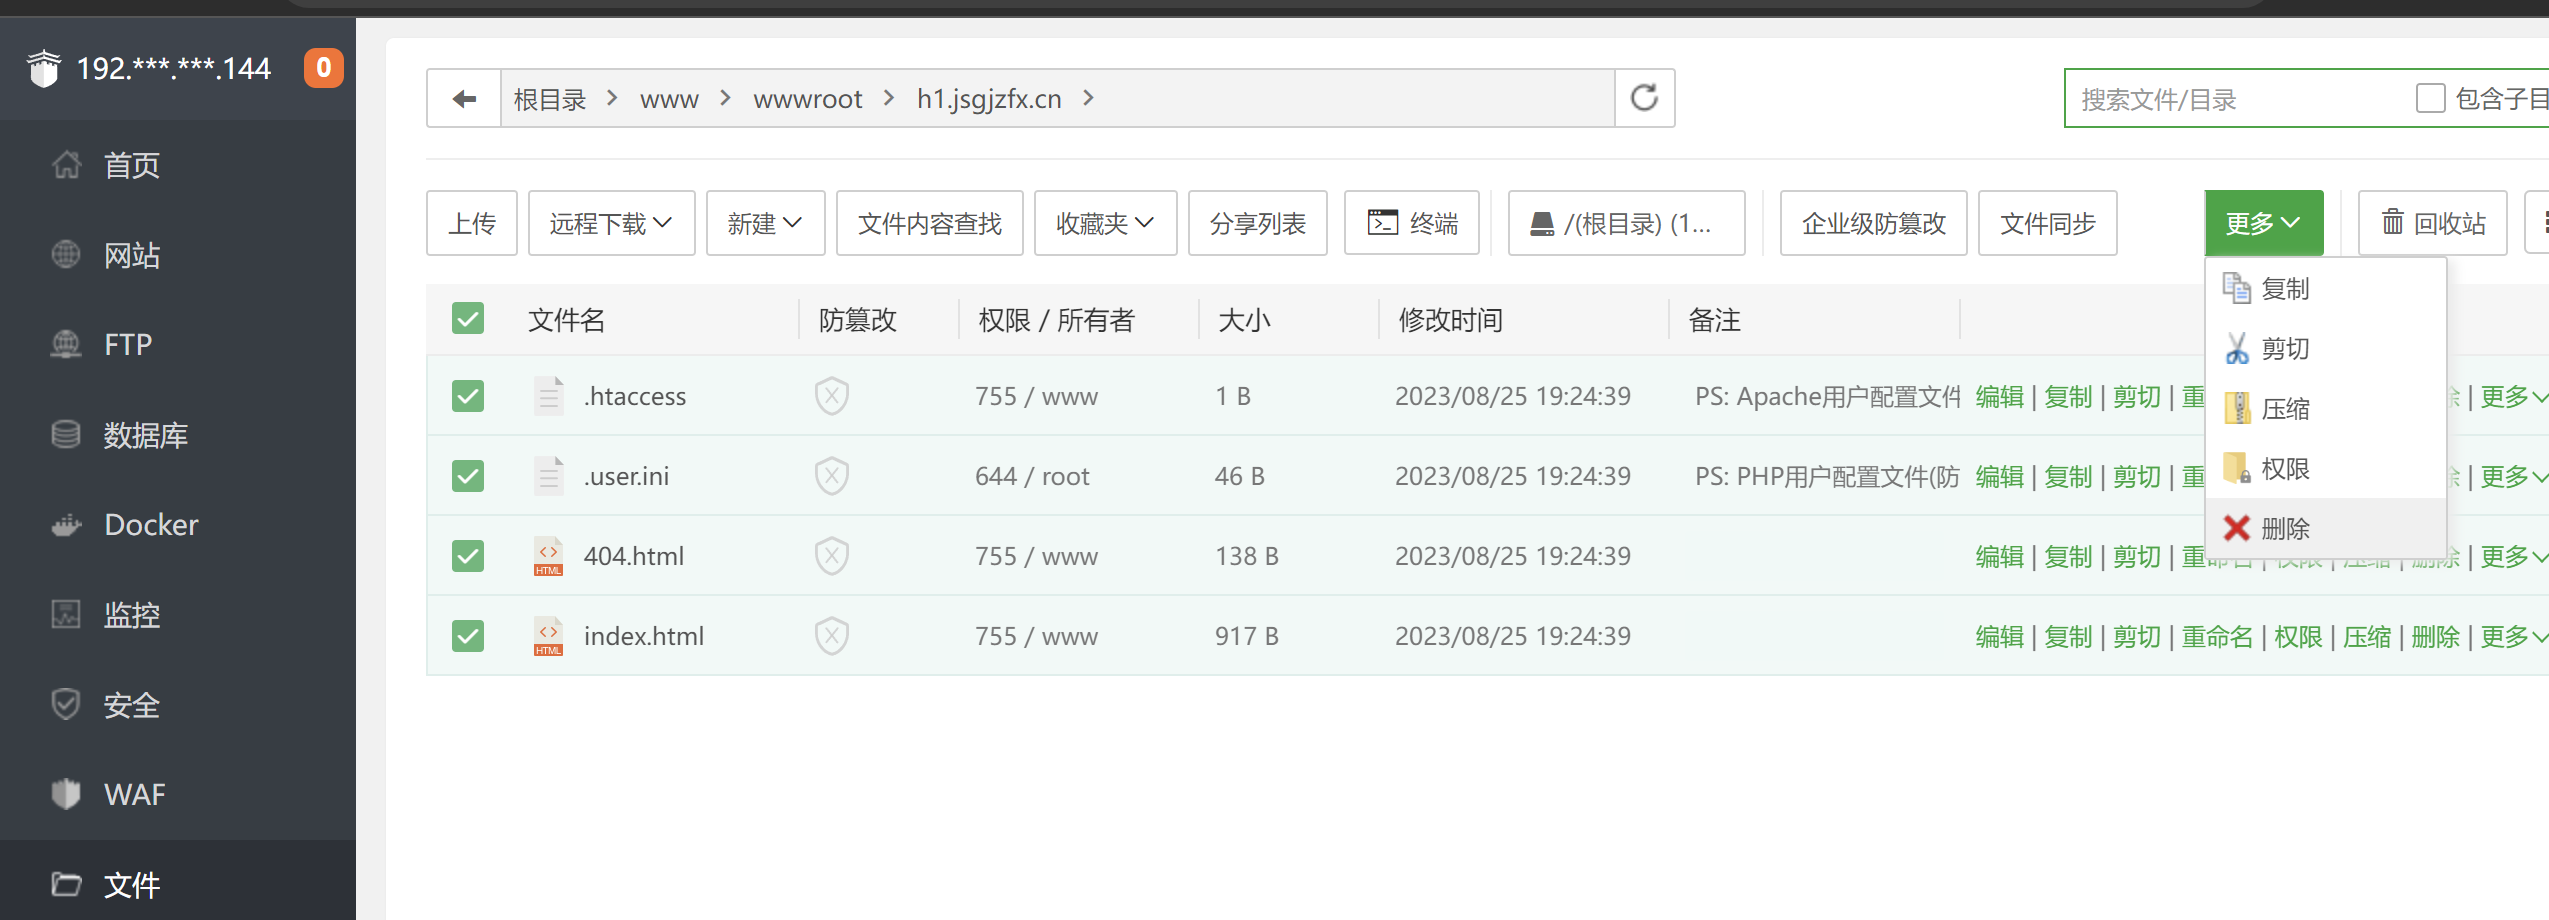 192.***.***.144 0
首页
网站
FTP
数据库
Docker
监控
安全
WAF
文件
根目录 > www > wwwroot > h1.jsgjzfx.cn >
搜索文件/目录 包含子目
上传 远程下载 新建 文件内容查找 收藏夹 分享列表 终端 /(根目录) (1... 企业级防篡改 文件同步 更多 回收站
文件名 防篡改 权限 / 所有者 大小 修改时间 备注
.htaccess 755 / www 1 B 2023/08/25 19:24:39 PS: Apache用户配置文件 编辑 | 复制 | 剪切 | 重 | 更多
.user.ini 644 / root 46 B 2023/08/25 19:24:39 PS: PHP用户配置文件(防 编辑 | 复制 | 剪切 | 重 | 更多
404.html 755 / www 138 B 2023/08/25 19:24:39 编辑 | 复制 | 剪切 | 重命名 | 权限 | 压缩 | 删除 | 更多
index.html 755 / www 917 B 2023/08/25 19:24:39 编辑 | 复制 | 剪切 | 重命名 | 权限 | 压缩 | 删除 | 更多
复制
剪切
压缩
权限
删除